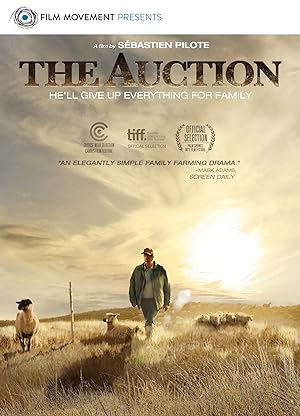 FILM MOVEMENT PRESENTS
A film by SÉBASTIEN PILOTE
THE AUCTION
HE'LL GIVE UP EVERYTHING FOR FAMILY
tiff.
OFFICIAL SELECTION
OFFICIAL
SELECTION
"AN ELEGANTLY SIMPLE FAMILY FARMING DRAMA."
-MARK ADAMS,
SCREEN DAILY